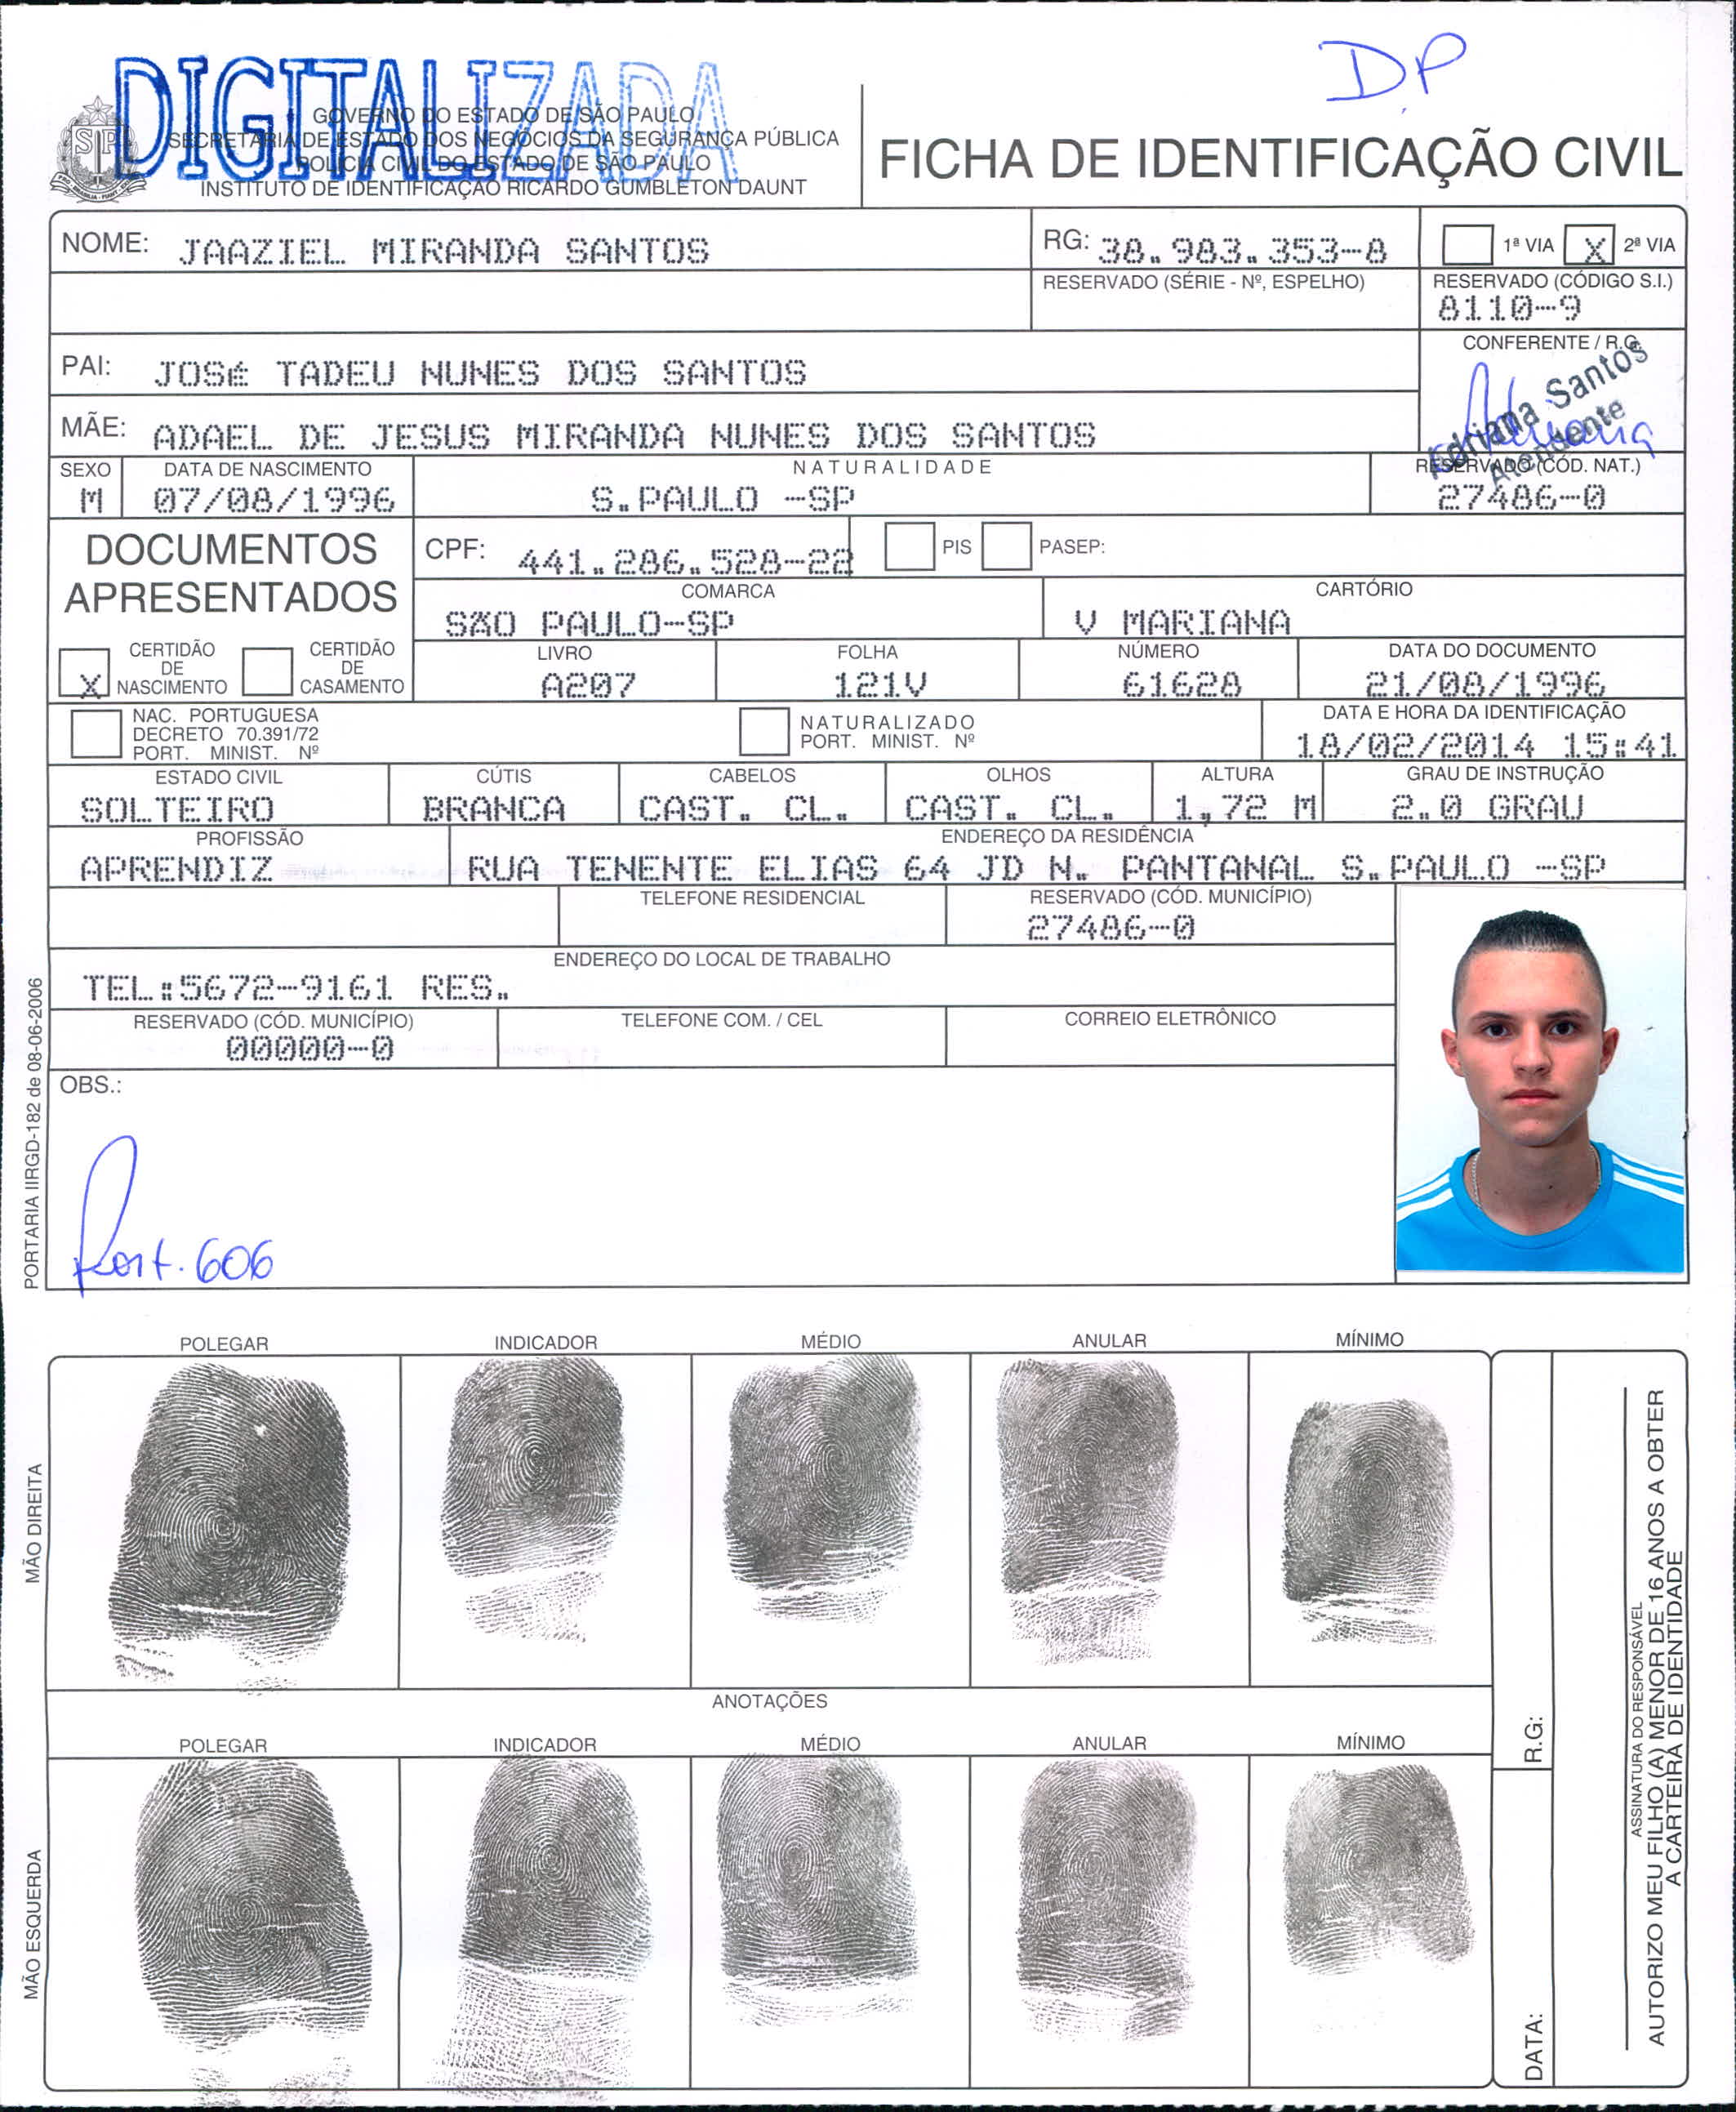 DP
DIGITALIZADA
GOVERNO DO ESTADO DE SÃO PAULO
SECRETARIA DE ESTADO DOS NEGÓCIOS DA SEGURANÇA PÚBLICA
POLÍCIA CIVIL DO ESTADO DE SÃO PAULO
INSTITUTO DE IDENTIFICAÇÃO RICARDO GUMBLETON DAUNT
SP
FICHA DE IDENTIFICAÇÃO CIVIL
NOME: JAAZIEL MIRANDA SANTOS
RG: 38.983.353-8
1ª VIA X 2ª VIA
RESERVADO (SÉRIE - Nº, ESPELHO)
RESERVADO (CÓDIGO S.I.)
8110-9
PAI: JOSé TADEU NUNES DOS SANTOS
CONFERENTE / R.G.
Adriana Santos
Atendente
MÃE: ADAEL DE JESUS MIRANDA NUNES DOS SANTOS
SEXO DATA DE NASCIMENTO NATURALIDADE RESERVADO (CÓD. NAT.)
M 07/08/1996 S.PAULO -SP 27486-0
DOCUMENTOS
APRESENTADOS
CPF: 441.286.528-22 PIS PASEP:
COMARCA CARTÓRIO
SÃO PAULO-SP V MARIANA
X CERTIDÃO
DE
NASCIMENTO
CERTIDÃO
DE
CASAMENTO
LIVRO FOLHA NÚMERO DATA DO DOCUMENTO
A207 121V 61628 21/08/1996
NAC. PORTUGUESA
DECRETO 70.391/72
PORT. MINIST. Nº
NATURALIZADO
PORT. MINIST. Nº
DATA E HORA DA IDENTIFICAÇÃO
18/02/2014 15:41
ESTADO CIVIL CÚTIS CABELOS OLHOS ALTURA GRAU DE INSTRUÇÃO
SOLTEIRO BRANCA CAST. CL. CAST. CL. 1,72 M 2.0 GRAU
PROFISSÃO ENDEREÇO DA RESIDÊNCIA
APRENDIZ RUA TENENTE ELIAS 64 JD N. PANTANAL S.PAULO -SP
TELEFONE RESIDENCIAL RESERVADO (CÓD. MUNICÍPIO)
27486-0
ENDEREÇO DO LOCAL DE TRABALHO
TEL:5672-9161 RES.
RESERVADO (CÓD. MUNICÍPIO) TELEFONE COM. / CEL CORREIO ELETRÔNICO
00000-0
OBS.:
Port. 606
PORTARIA IIRGD-182 de 08-06-2006
POLEGAR INDICADOR MÉDIO ANULAR MÍNIMO
MÃO DIREITA
ANOTAÇÕES
POLEGAR INDICADOR MÉDIO ANULAR MÍNIMO
MÃO ESQUERDA
R.G:
DATA:
ASSINATURA DO RESPONSÁVEL
AUTORIZO MEU FILHO (A) MENOR DE 16 ANOS A OBTER
A CARTEIRA DE IDENTIDADE